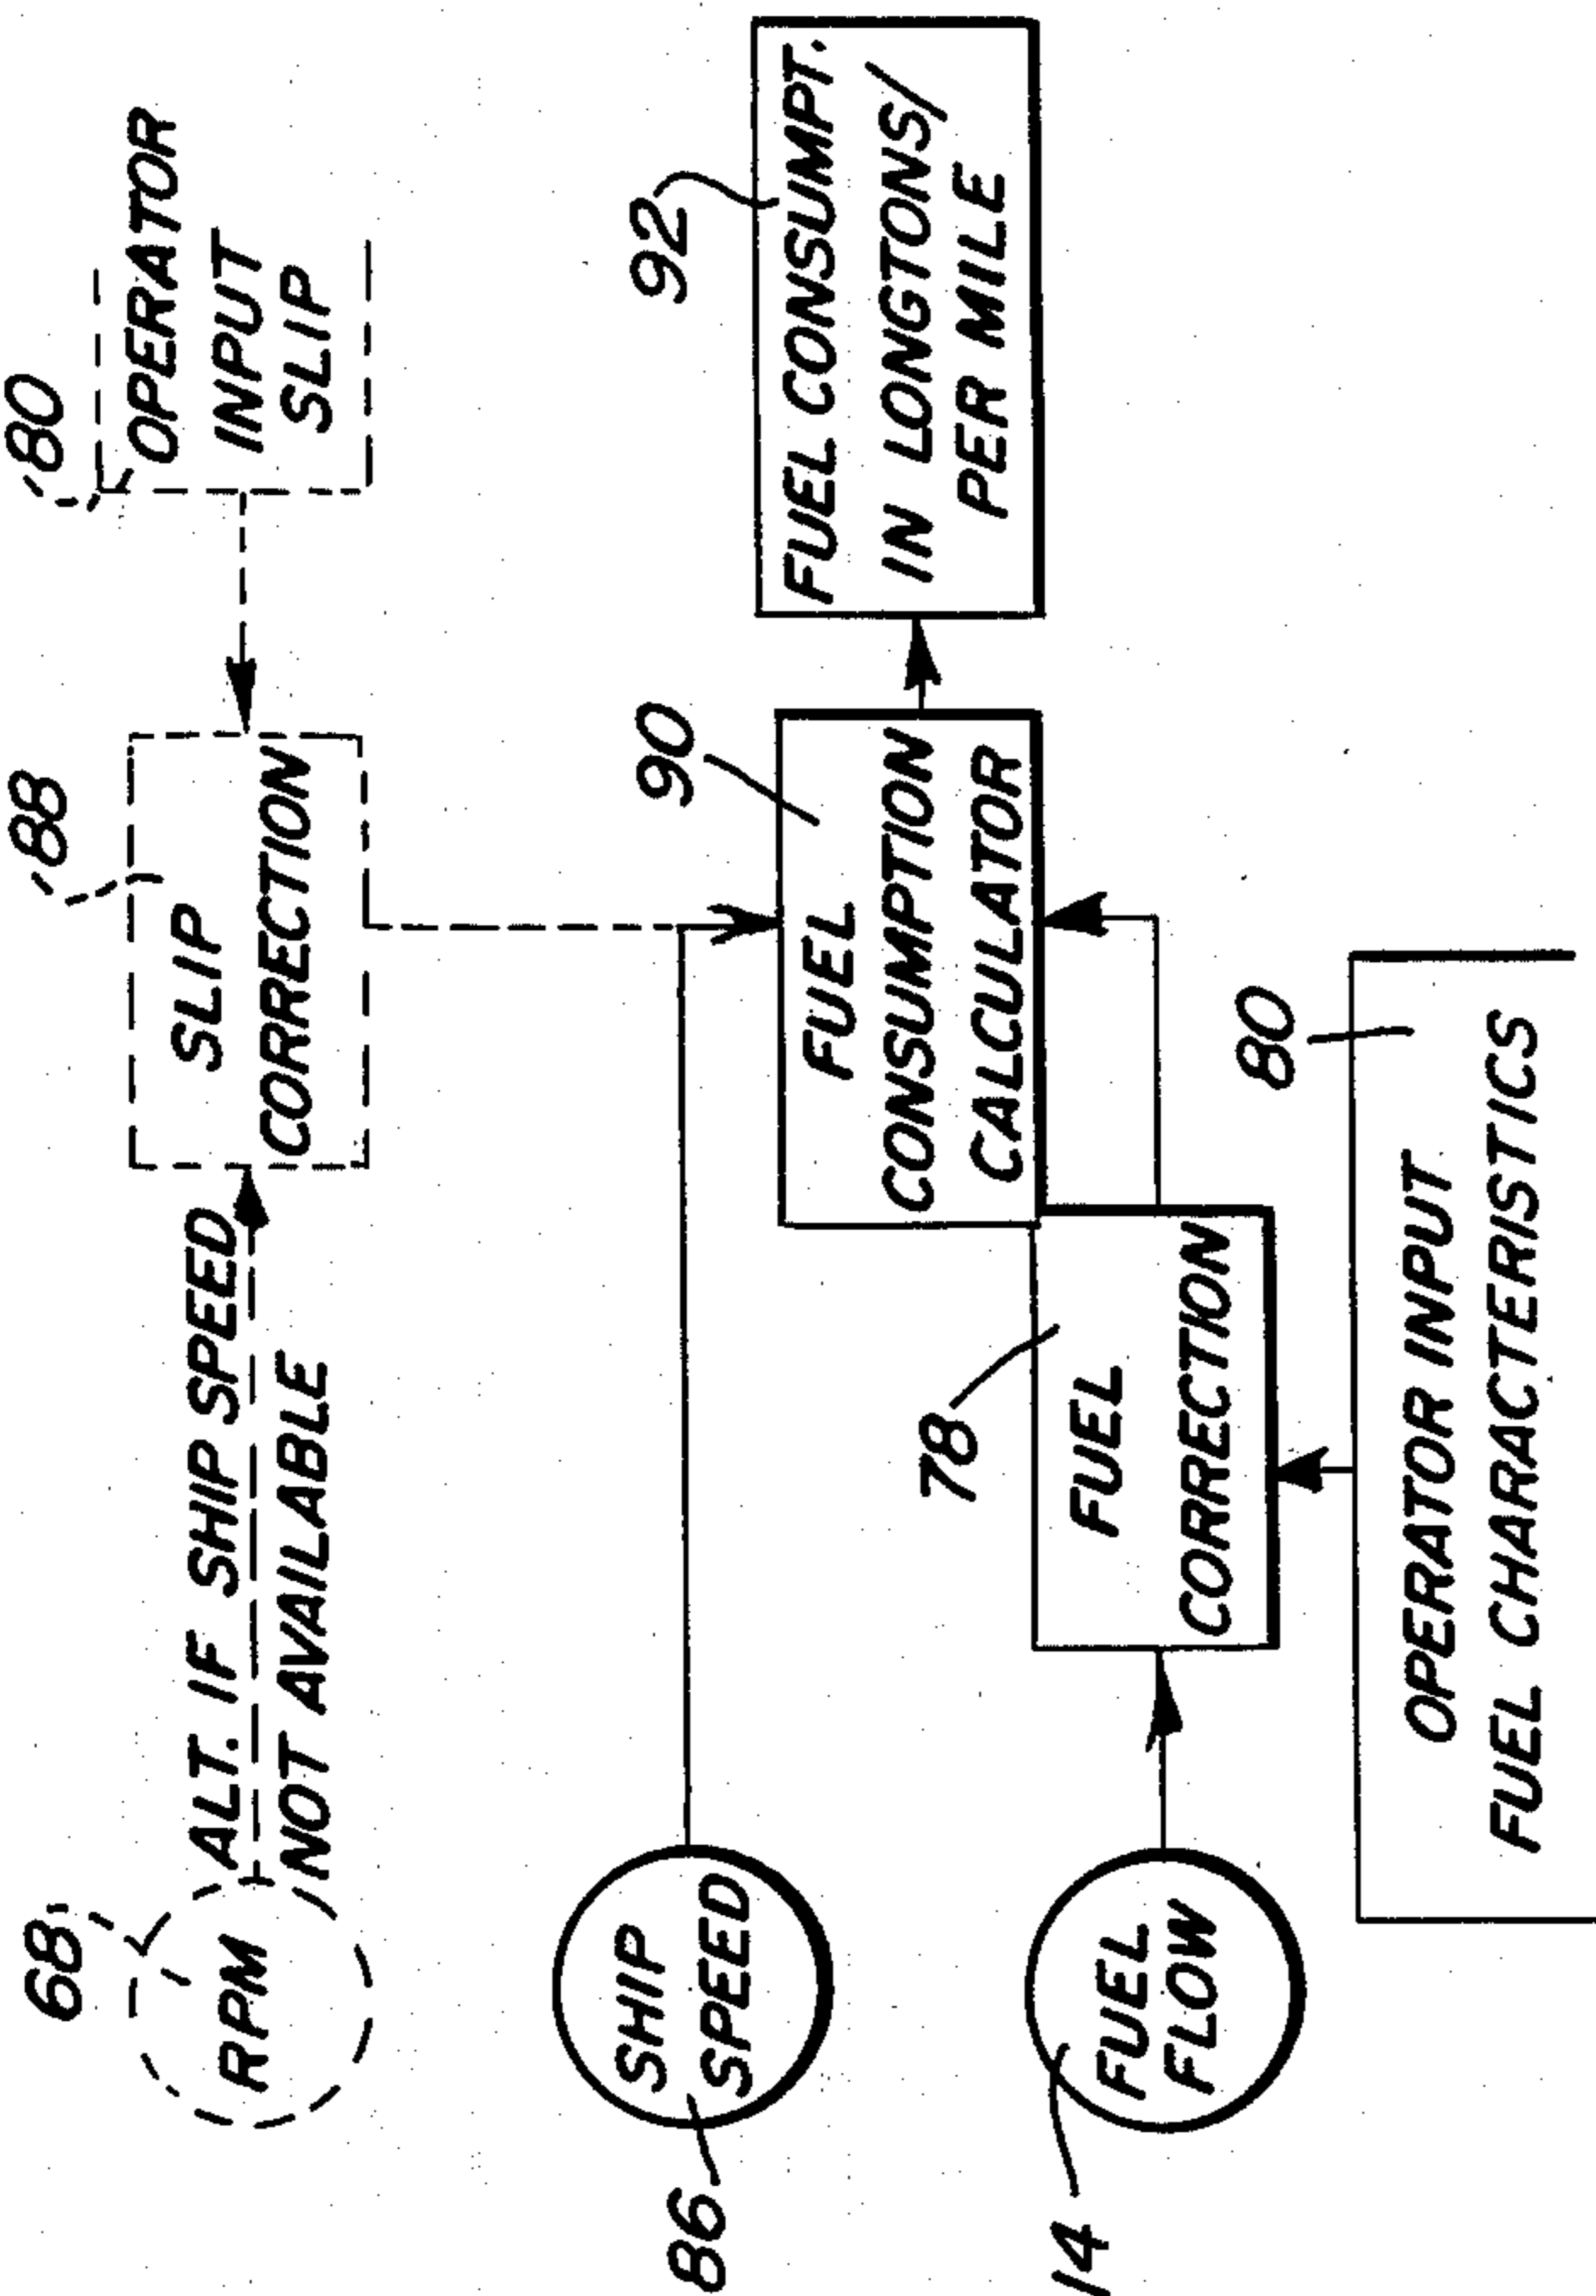 68
RPM
ALT. IF SHIP SPEED
NOT AVAILABLE
88
SLIP
CORRECTION
80
OPERATOR
INPUT
SLIP
86
SHIP
SPEED
90
FUEL
CONSUMPTION
CALCULATOR
92
FUEL CONSUMPT.
IN LONGTONS/
PER MILE
14
FUEL
FLOW
78
FUEL
CORRECTION
80
OPERATOR INPUT
FUEL CHARACTERISTICS